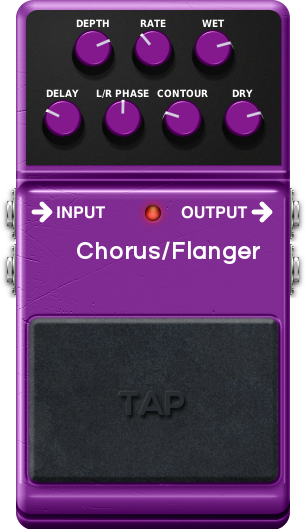 DEPTH RATE WET
DELAY L/R PHASE CONTOUR DRY
INPUT OUTPUT
Chorus/Flanger
TAP